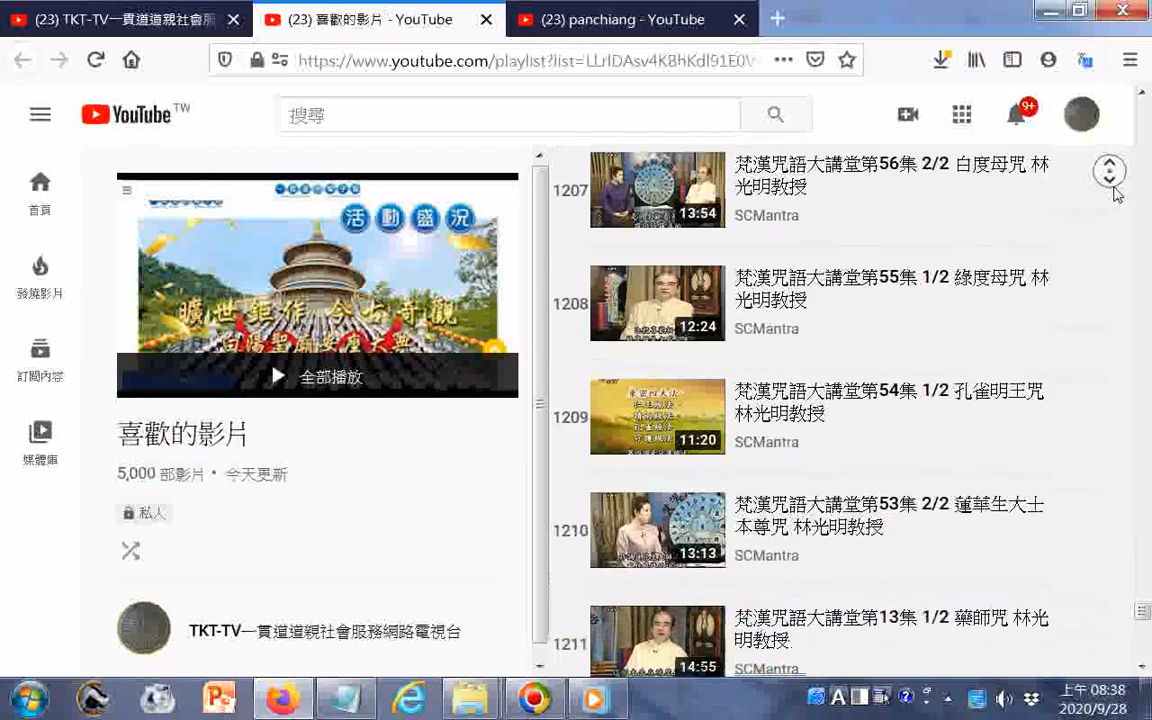 (23) TKT-TV一貫道道親社會服
(23) 喜歡的影片 - YouTube
(23) panchiang - YouTube
https://www.youtube.com/playlist?list=LLrlDAsv4KBhKdl91E0V
YouTube TW
搜尋
9+
首頁
發燒影片
訂閱內容
媒體庫
活動盛況
曠世鉅作 今古奇觀
白陽聖廟安座大典
全部播放
喜歡的影片
5,000 部影片・今天更新
私人
TKT-TV一貫道道親社會服務網路電視台
1207
13:54
梵漢咒語大講堂第56集 2/2 白度母咒 林
光明教授
SCMantra
1208
12:24
梵漢咒語大講堂第55集 1/2 綠度母咒 林
光明教授
SCMantra
1209
11:20
梵漢咒語大講堂第54集 1/2 孔雀明王咒
林光明教授
SCMantra
1210
13:13
梵漢咒語大講堂第53集 2/2 蓮華生大士
本尊咒 林光明教授
SCMantra
1211
14:55
梵漢咒語大講堂第13集 1/2 藥師咒 林光
明教授.
SCMantra
上午 08:38
2020/9/28